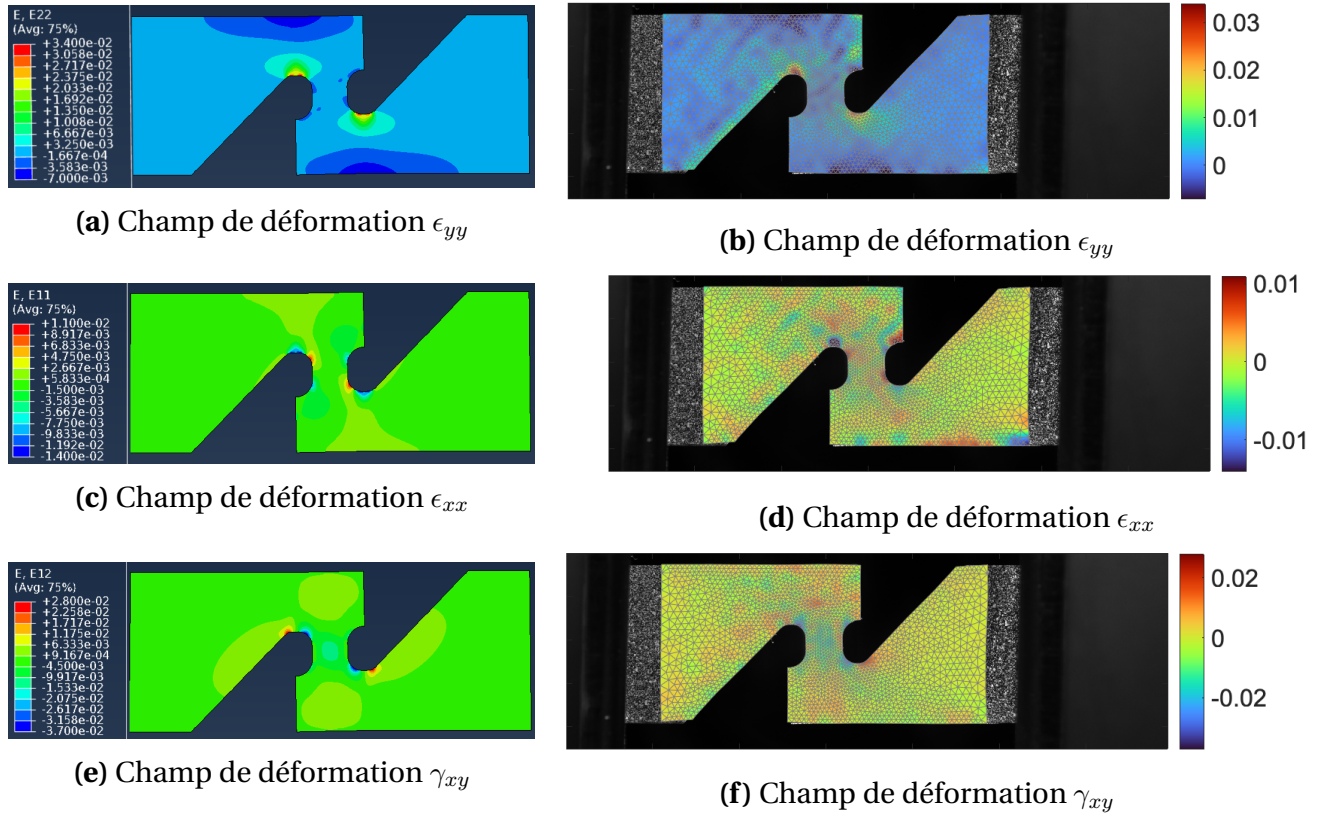 E, E22
(Avg: 75%)
+3.400e-02
+3.058e-02
+2.717e-02
+2.375e-02
+2.033e-02
+1.692e-02
+1.350e-02
+1.008e-02
+6.667e-03
+3.250e-03
-1.667e-04
-3.583e-03
-7.000e-03
0.03
0.02
0.01
0
(a) Champ de déformation ϵyy
(b) Champ de déformation ϵyy
E, E11
(Avg: 75%)
+1.100e-02
+8.917e-03
+6.833e-03
+4.750e-03
+2.667e-03
+5.833e-04
-1.500e-03
-3.583e-03
-5.667e-03
-7.750e-03
-9.833e-03
-1.192e-02
-1.400e-02
0.01
0
-0.01
(c) Champ de déformation ϵxx
(d) Champ de déformation ϵxx
E, E12
(Avg: 75%)
+2.800e-02
+2.258e-02
+1.717e-02
+1.175e-02
+6.333e-03
+9.167e-04
-4.500e-03
-9.917e-03
-1.533e-02
-2.075e-02
-2.617e-02
-3.158e-02
-3.700e-02
0.02
0
-0.02
(e) Champ de déformation γxy
(f) Champ de déformation γxy